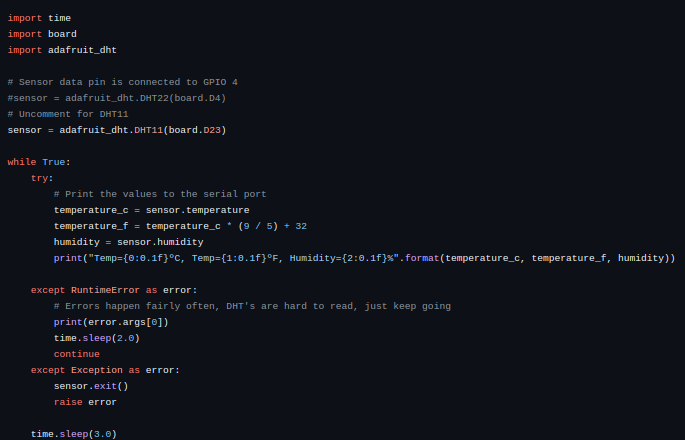 import time
import board
import adafruit_dht

# Sensor data pin is connected to GPIO 4
#sensor = adafruit_dht.DHT22(board.D4)
# Uncomment for DHT11
sensor = adafruit_dht.DHT11(board.D23)

while True:
    try:
        # Print the values to the serial port
        temperature_c = sensor.temperature
        temperature_f = temperature_c * (9 / 5) + 32
        humidity = sensor.humidity
        print("Temp={0:0.1f}ºC, Temp={1:0.1f}ºF, Humidity={2:0.1f}%".format(temperature_c, temperature_f, humidity))

    except RuntimeError as error:
        # Errors happen fairly often, DHT's are hard to read, just keep going
        print(error.args[0])
        time.sleep(2.0)
        continue
    except Exception as error:
        sensor.exit()
        raise error

    time.sleep(3.0)